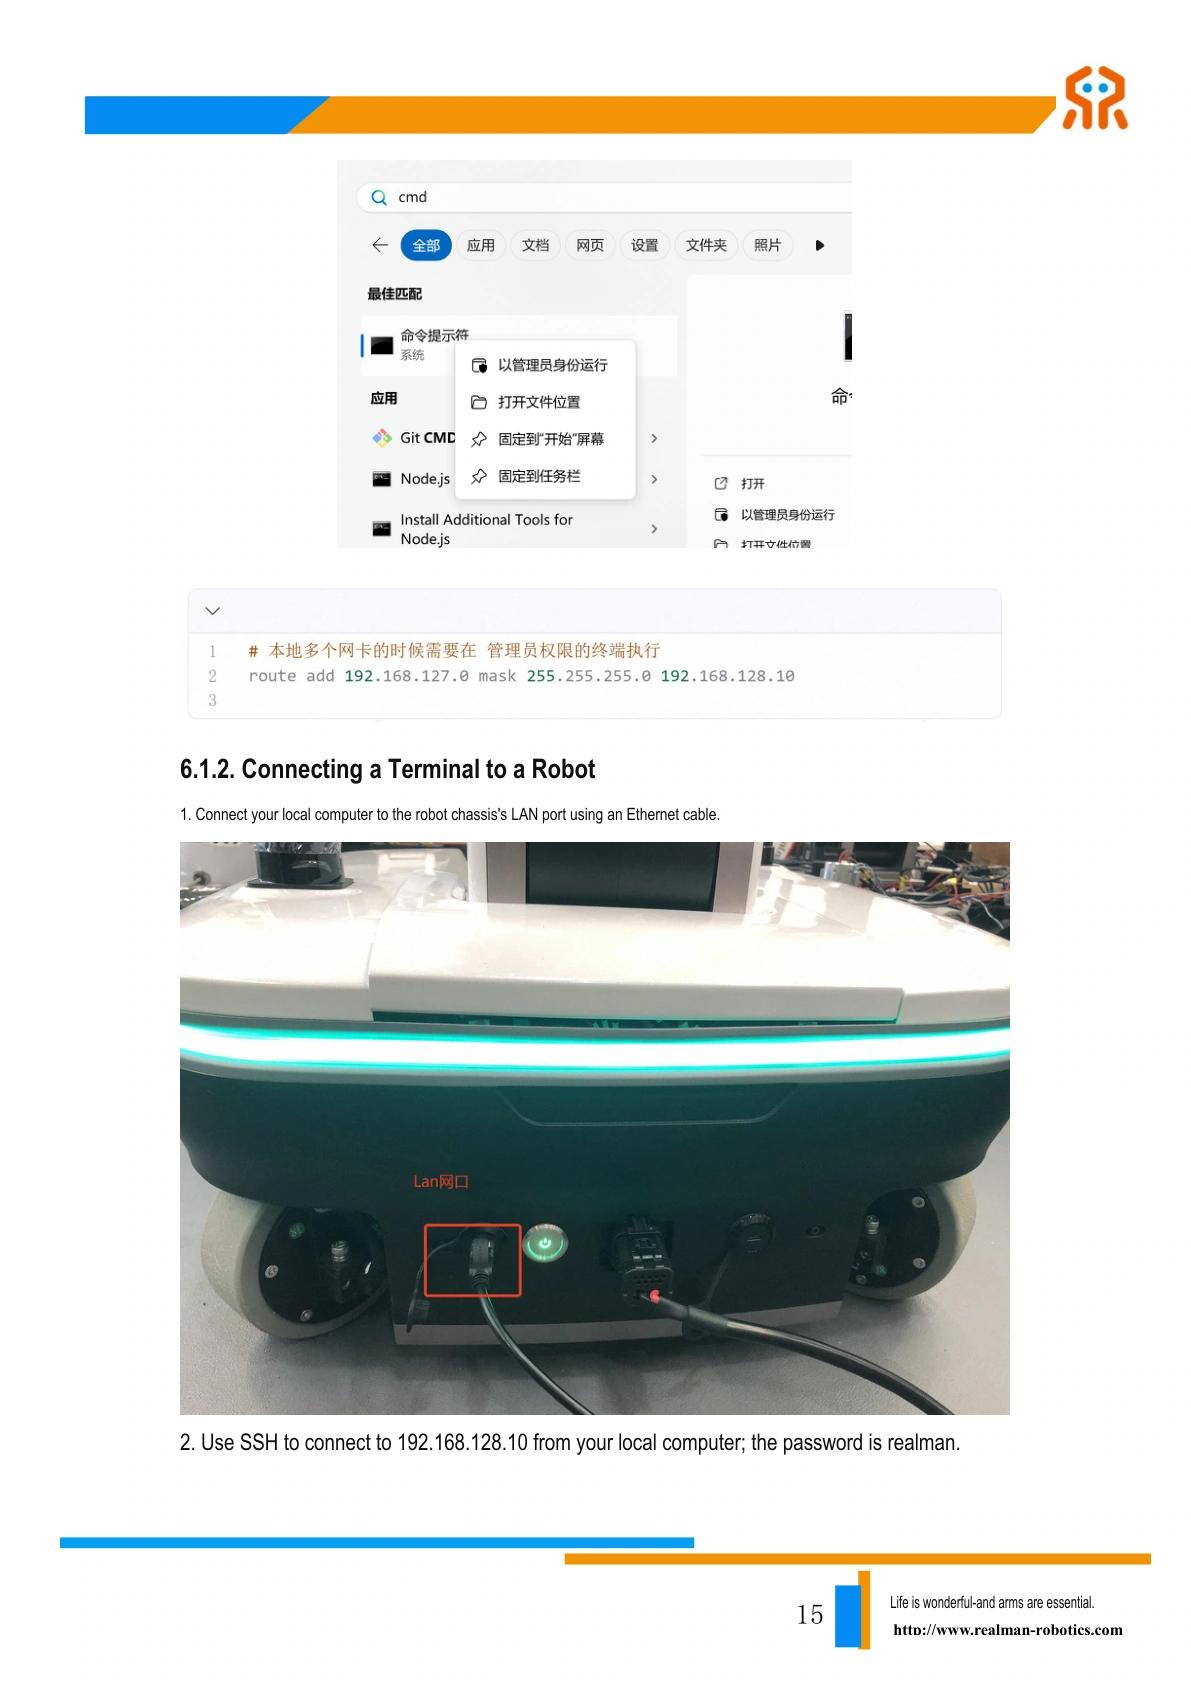 cmd
全部 应用 文档 网页 设置 文件夹 照片
最佳匹配
命令提示符
系统
以管理员身份运行
打开文件位置
固定到"开始"屏幕
固定到任务栏
应用
Git CMD
Node.js
Install Additional Tools for
Node.js
命
打开
以管理员身份运行
打开文件位置
1 # 本地多个网卡的时候需要在 管理员权限的终端执行
2 route add 192.168.127.0 mask 255.255.255.0 192.168.128.10
3
6.1.2. Connecting a Terminal to a Robot
1. Connect your local computer to the robot chassis's LAN port using an Ethernet cable.
Lan网口
2. Use SSH to connect to 192.168.128.10 from your local computer; the password is realman.
15
Life is wonderful-and arms are essential.
http://www.realman-robotics.com